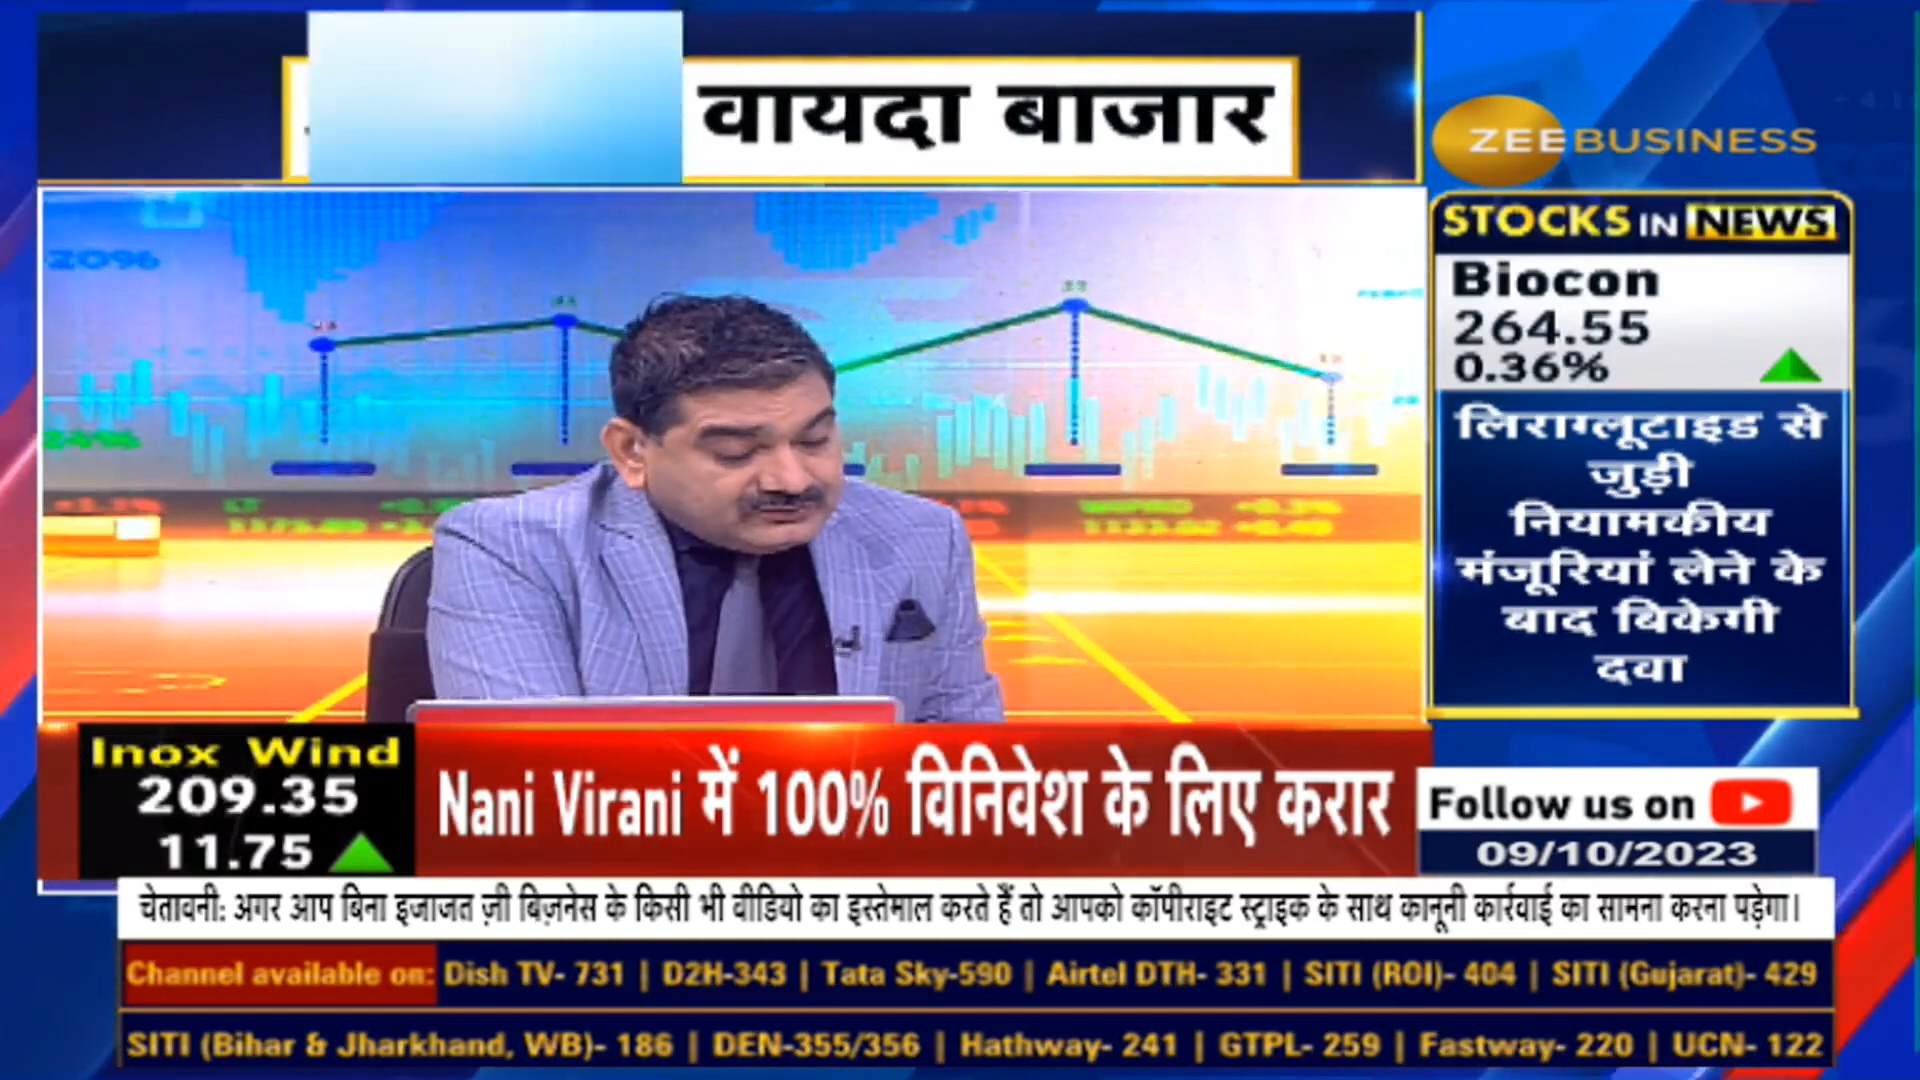 वायदा बाजार
ZEEBUSINESS
STOCKS IN NEWS
Biocon
264.55
0.36%
लिराग्लूटाइड से
जुड़ी
नियामकीय
मंजूरियां लेने के
बाद बिकेगी
दवा
20%
Inox Wind
209.35
11.75
Nani Virani में 100% विनिवेश के लिए करार
Follow us on
09/10/2023
चेतावनी: अगर आप बिना इजाजत ज़ी बिज़नेस के किसी भी वीडियो का इस्तेमाल करते हैं तो आपको कॉपीराइट स्ट्राइक के साथ कानूनी कार्रवाई का सामना करना पड़ेगा।
Channel available on: Dish TV- 731 | D2H-343 | Tata Sky-590 | Airtel DTH- 331 | SITI (ROI)- 404 | SITI (Gujarat)- 429
SITI (Bihar & Jharkhand, WB)- 186 | DEN-355/356 | Hathway- 241 | GTPL- 259 | Fastway- 220 | UCN- 122